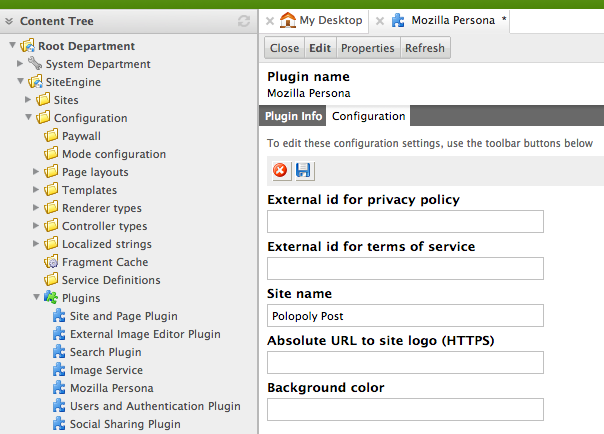 Content Tree
Root Department
System Department
SiteEngine
Sites
Configuration
Paywall
Mode configuration
Page layouts
Templates
Renderer types
Controller types
Localized strings
Fragment Cache
Service Definitions
Plugins
Site and Page Plugin
External Image Editor Plugin
Search Plugin
Image Service
Mozilla Persona
Users and Authentication Plugin
Social Sharing Plugin
My Desktop Mozilla Persona *
Close Edit Properties Refresh
Plugin name
Mozilla Persona
Plugin Info Configuration
To edit these configuration settings, use the toolbar buttons below
External id for privacy policy
External id for terms of service
Site name
Polopoly Post
Absolute URL to site logo (HTTPS)
Background color